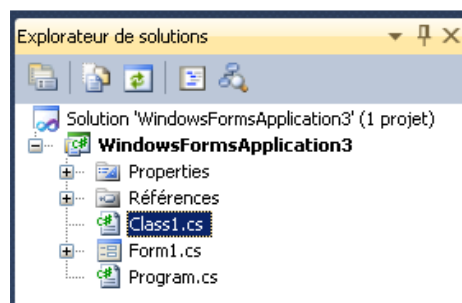 Explorateur de solutions
Solution 'WindowsFormsApplication3' (1 projet)
WindowsFormsApplication3
Properties
Références
Class1.cs
Form1.cs
Program.cs